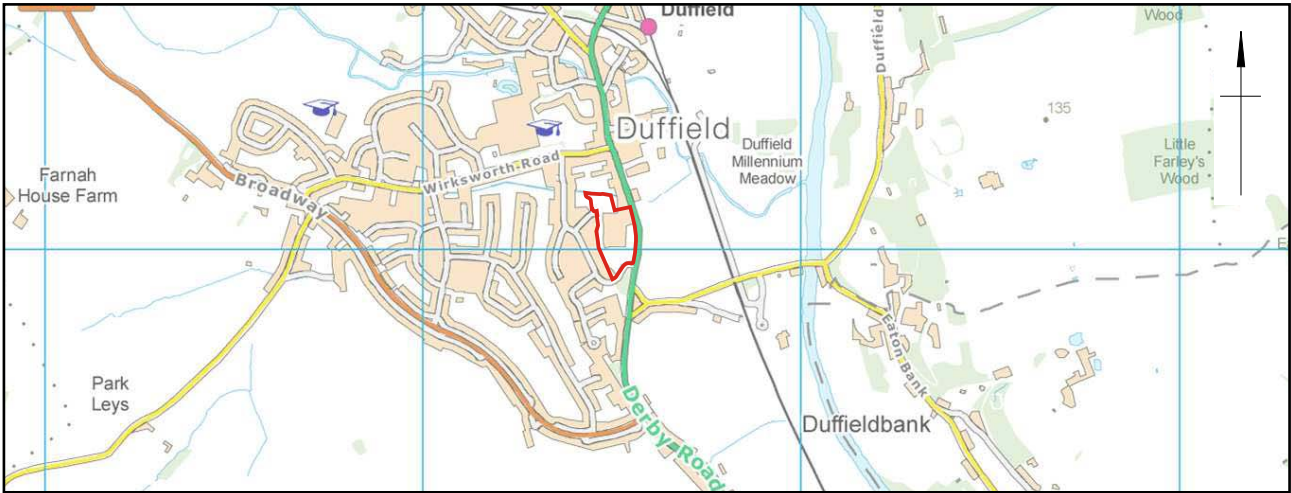 Duffield
Wood
Duffield
135
Duffield
Duffield
Millennium
Meadow
Little
Farley's
Wood
Farnah
House Farm
Wirksworth Road
Broadway
E
Eaton Bank
Park
Leys
Derby Road
Duffieldbank